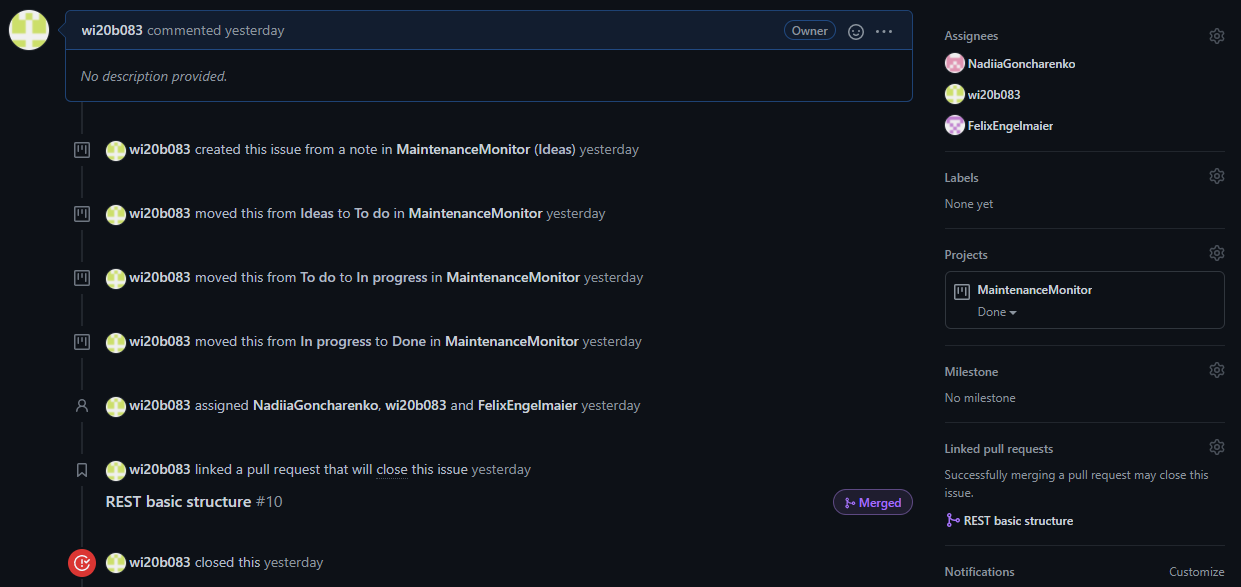 wi20b083 commented yesterday
Owner
No description provided.
wi20b083 created this issue from a note in MaintenanceMonitor (Ideas) yesterday
wi20b083 moved this from Ideas to To do in MaintenanceMonitor yesterday
wi20b083 moved this from To do to In progress in MaintenanceMonitor yesterday
wi20b083 moved this from In progress to Done in MaintenanceMonitor yesterday
wi20b083 assigned NadiiaGoncharenko, wi20b083 and FelixEngelmaier yesterday
wi20b083 linked a pull request that will close this issue yesterday
REST basic structure #10
Merged
wi20b083 closed this yesterday
Assignees
NadiiaGoncharenko
wi20b083
FelixEngelmaier
Labels
None yet
Projects
MaintenanceMonitor
Done
Milestone
No milestone
Linked pull requests
Successfully merging a pull request may close this
issue.
REST basic structure
Notifications
Customize